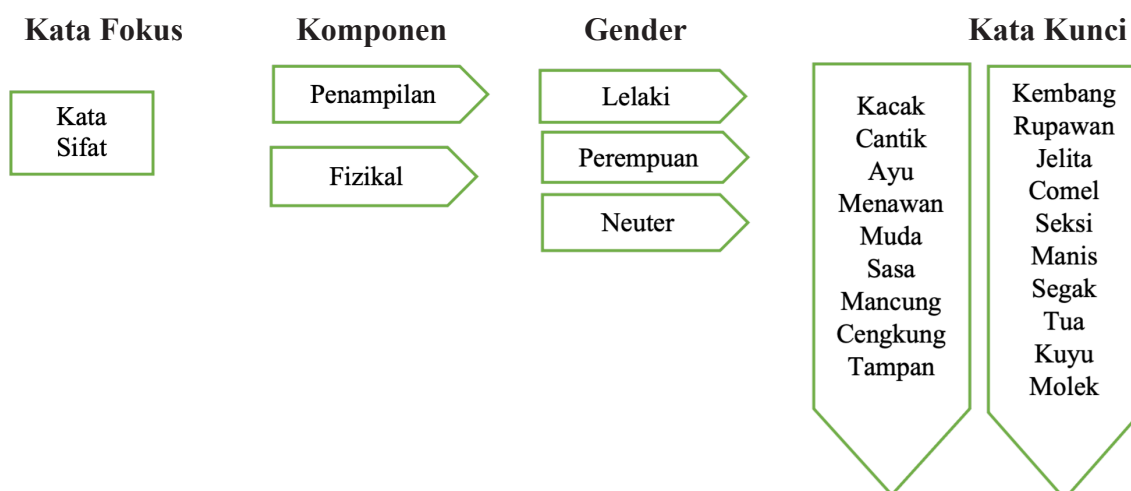 Kata Fokus
Komponen
Gender
Kata Kunci
Kata
Sifat
Penampilan
Fizikal
Lelaki
Perempuan
Neuter
Kacak
Cantik
Ayu
Menawan
Muda
Sasa
Mancung
Cengkung
Tampan
Kembang
Rupawan
Jelita
Comel
Seksi
Manis
Segak
Tua
Kuyu
Molek